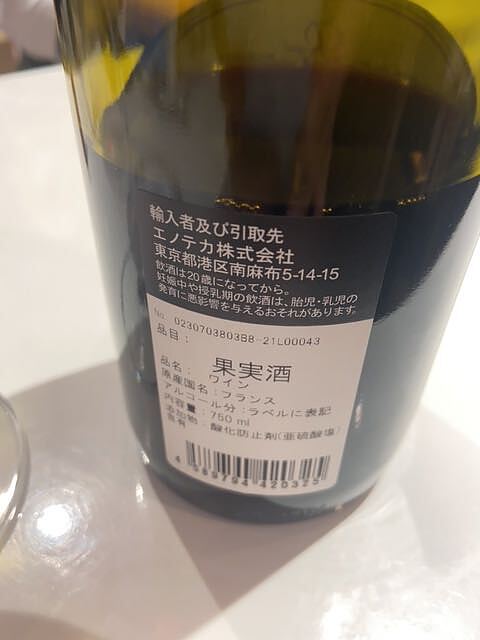 輸入者及び引取先
エノテカ株式会社
東京都港区南麻布5-14-15
飲酒は20歳になってから。
妊娠中や授乳期の飲酒は、胎児・乳児の
発育に悪影響を与えるおそれがあります。
No. 0230703803B8-21L00043
品目： 果実酒
品名： ワイン
原産国名：フランス
アルコール分：ラベルに表記
内容量：750 ml
添加物：酸化防止剤(亜硫酸塩)
含有
4 589794 420325